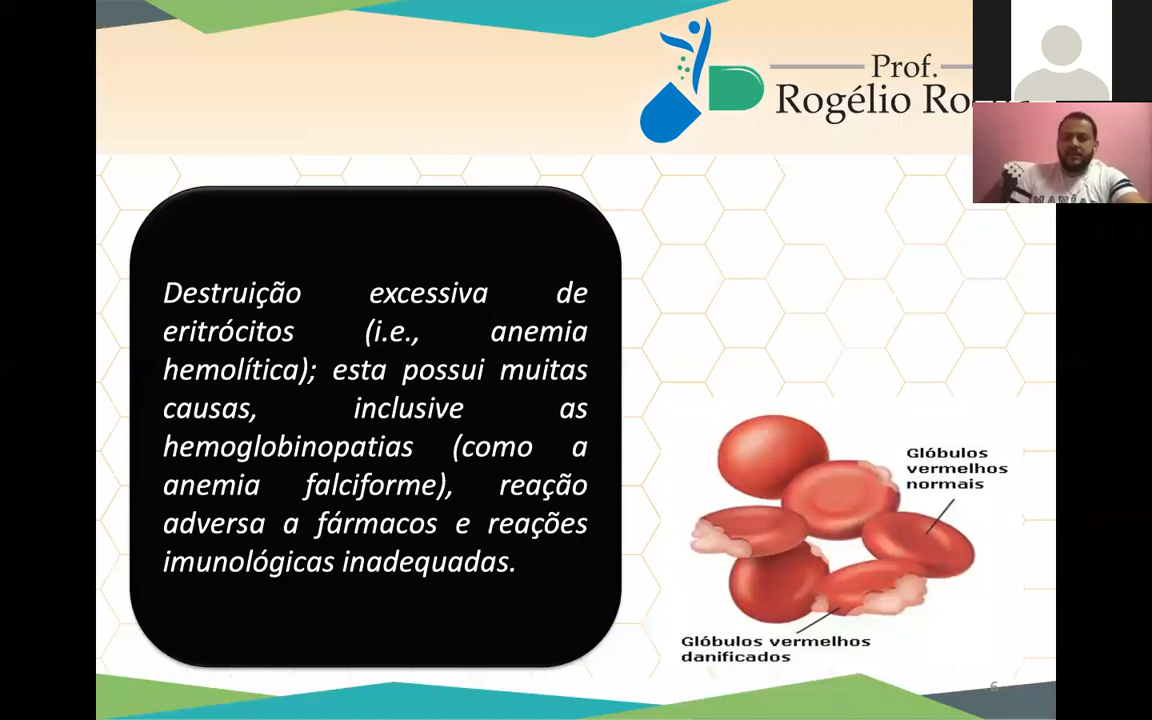 Prof.
Rogélio
Destruição excessiva de
eritrócitos (i.e., anemia
hemolítica); esta possui muitas
causas, inclusive as
hemoglobinopatias (como a
anemia falciforme), reação
adversa a fármacos e reações
imunológicas inadequadas.
Glóbulos
vermelhos
normais
Glóbulos vermelhos
danificados
6